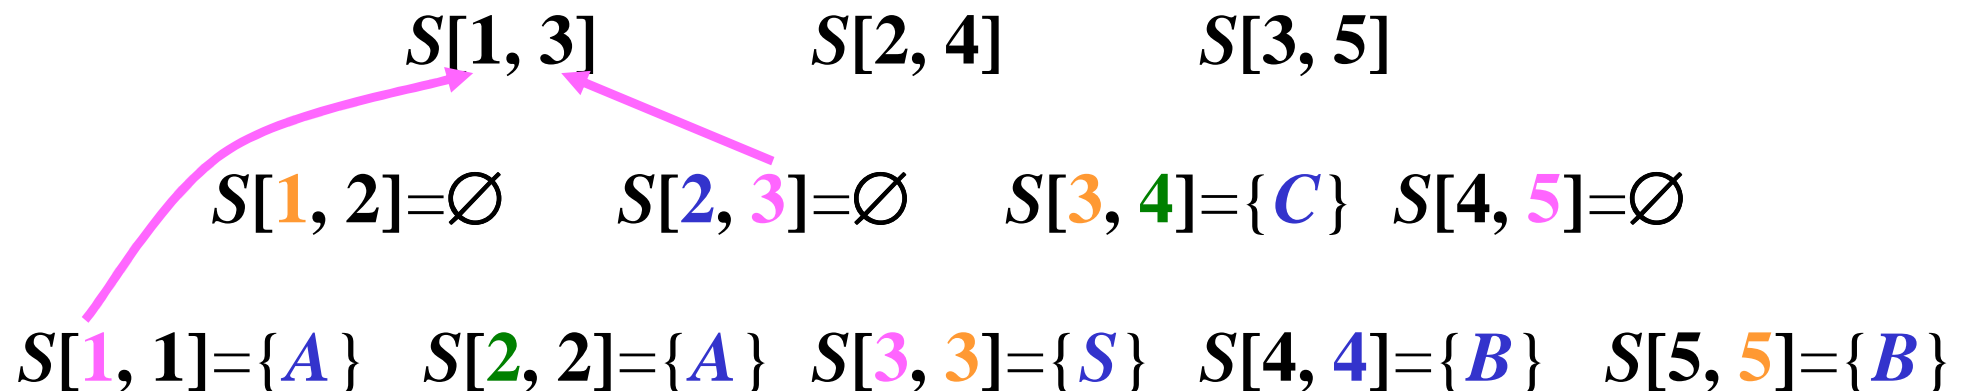 S[1, 3] S[2, 4] S[3, 5]
S[1, 2]=∅ S[2, 3]=∅ S[3, 4]={C} S[4, 5]=∅
S[1, 1]={A} S[2, 2]={A} S[3, 3]={S} S[4, 4]={B} S[5, 5]={B}